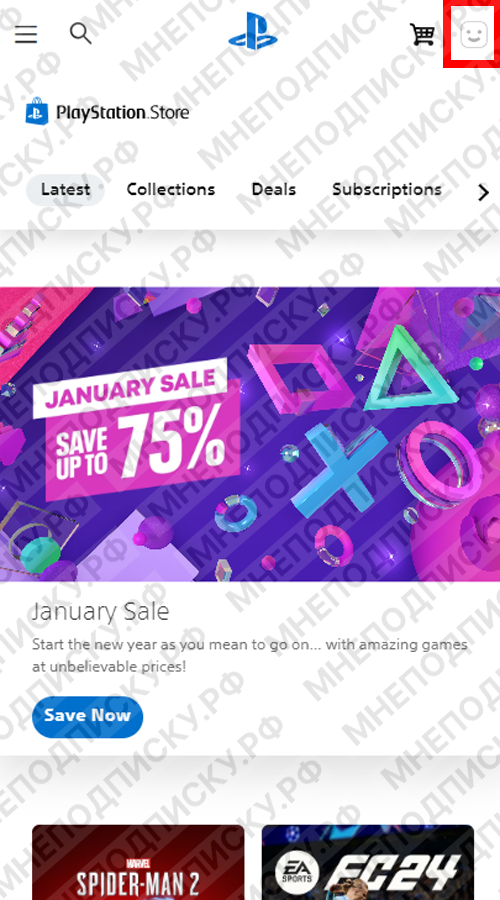 PlayStation.Store
Latest Collections Deals Subscriptions
JANUARY SALE
SAVE
UP TO 75%
January Sale
Start the new year as you mean to go on... with amazing games
at unbelievable prices!
Save Now
MARVEL
SPIDER-MAN 2
EA
SPORTS
FC24
МНЕПОДПИСКУ.РФ